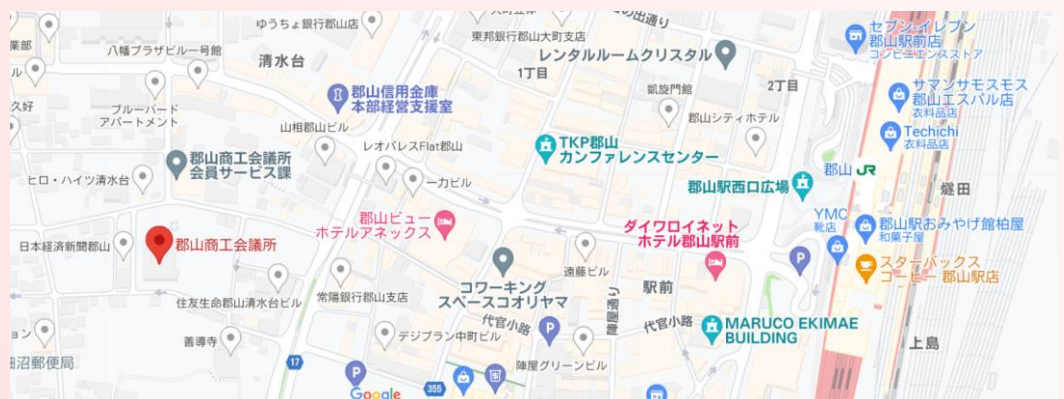 ゆうちょ銀行郡山店
東邦銀行郡山大町支店
セブン-イレブン
郡山駅前店
コンビニエンスストア
八幡プラザビル一号館
清水台
レンタルルームクリスタル
1丁目
2丁目
凱旋門館
郡山信用金庫
本部経営支援室
サマンサモスモス
郡山エスパル店
衣料品店
久好
ブルーバード
アパートメント
山相郡山ビル
郡山シティホテル
Techichi
衣料品店
レオパレスFlat郡山
TKP郡山
カンファレンスセンター
郡山商工会議所
会員サービス課
郡山 JR
ヒロ・ハイツ清水台
一力ビル
郡山駅西口広場
燧田
郡山ビュー
ホテルアネックス
ダイワロイネット
ホテル郡山駅前
YMC
靴店
郡山駅おみやげ館柏屋
和菓子屋
日本経済新聞郡山
郡山商工会議所
スターバックス
コーヒー 郡山駅店
遠藤ビル
コワーキング
スペースコオリヤマ
駅前
住友生命郡山清水台ビル
常陽銀行郡山支店
陣屋通り
代官小路
P
代官小路
P
MARUCO EKIMAE
BUILDING
デジプラン中町ビル
善導寺
上島
沼郵便局
17
陣屋グリーンビル
P
355
Google